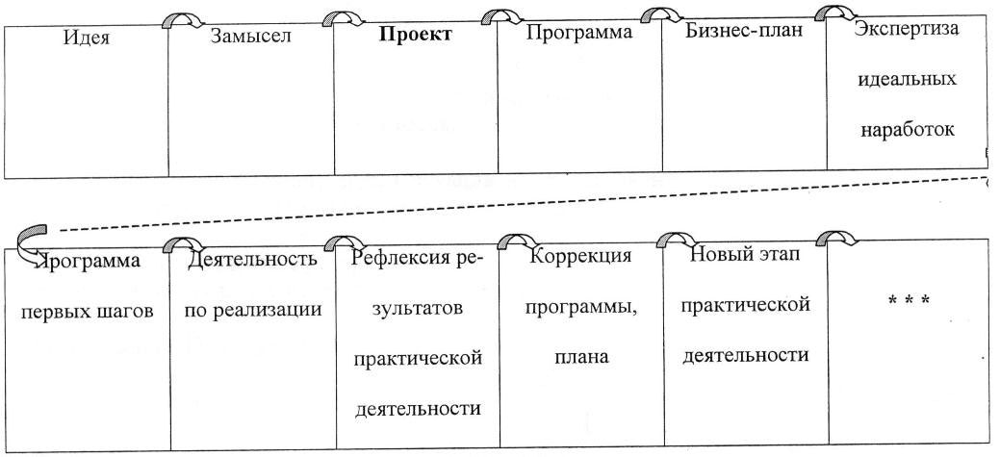 Идея
Замысел
Проект
Программа
Бизнес-план
Экспертиза
идеальных
наработок
Программа
первых шагов
Деятельность
по реализации
Рефлексия ре-
зультатов
практической
деятельности
Коррекция
программы,
плана
Новый этап
практической
деятельности
* * *